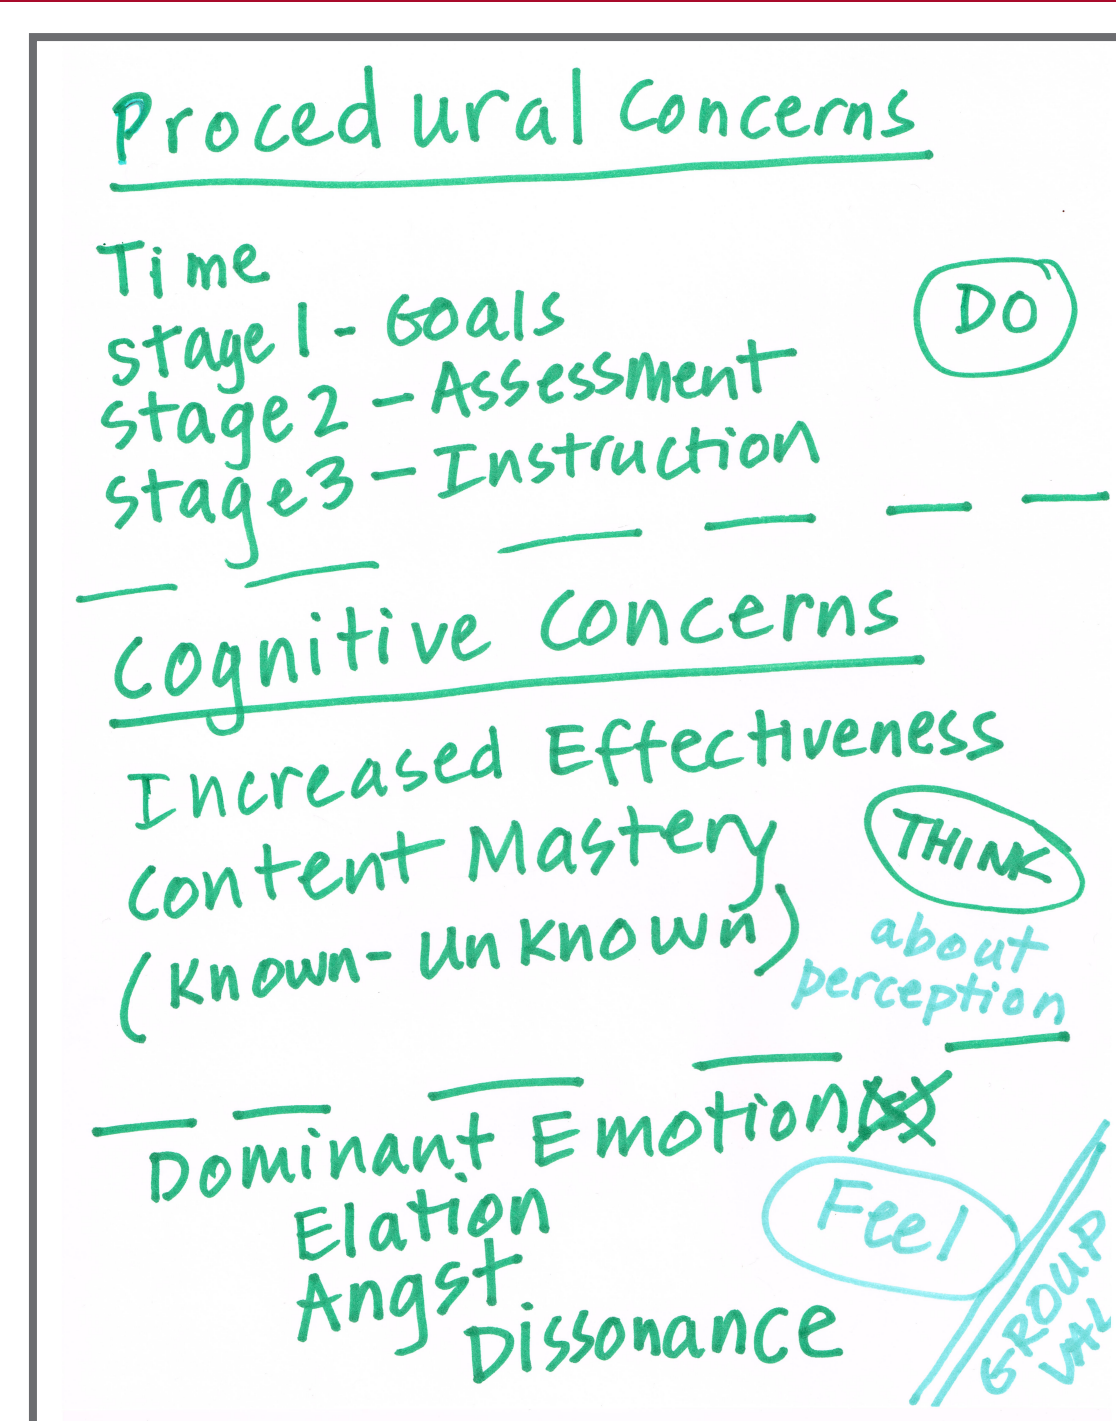 Procedural Concerns
Time
DO
Stage 1 - Goals
Stage 2 - Assessment
Stage 3 - Instruction
Cognitive Concerns
Increased Effectiveness
Content Mastery
THINK
(Known - Unknown)
about
perception
Dominant Emotion(s)
Elation
Feel
Angst
Dissonance
GROUP
VAL